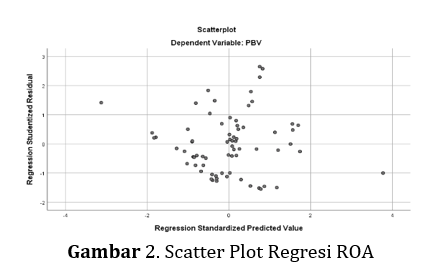 Scatterplot
Dependent Variable: PBV
Regression Studentized Residual
3
2
1
0
-1
-2
-4
-2
0
2
4
Regression Standardized Predicted Value
Gambar 2. Scatter Plot Regresi ROA